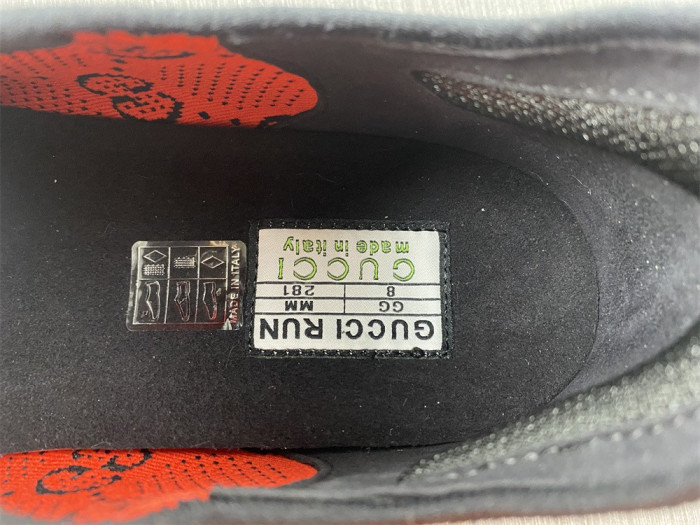 GUCCI RUN
GG MM
8 281
GUCCI
made in italy
MADE IN ITALY